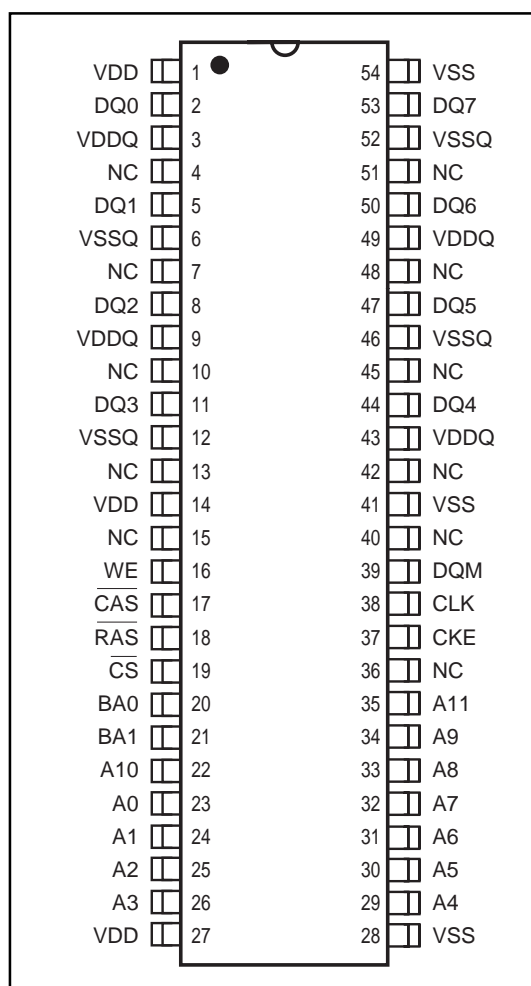 VDD 1 54 VSS
DQ0 2 53 DQ7
VDDQ 3 52 VSSQ
NC 4 51 NC
DQ1 5 50 DQ6
VSSQ 6 49 VDDQ
NC 7 48 NC
DQ2 8 47 DQ5
VDDQ 9 46 VSSQ
NC 10 45 NC
DQ3 11 44 DQ4
VSSQ 12 43 VDDQ
NC 13 42 NC
VDD 14 41 VSS
NC 15 40 NC
WE 16 39 DQM
C̅A̅S̅ 17 38 CLK
R̅A̅S̅ 18 37 CKE
C̅S̅ 19 36 NC
BA0 20 35 A11
BA1 21 34 A9
A10 22 33 A8
A0 23 32 A7
A1 24 31 A6
A2 25 30 A5
A3 26 29 A4
VDD 27 28 VSS